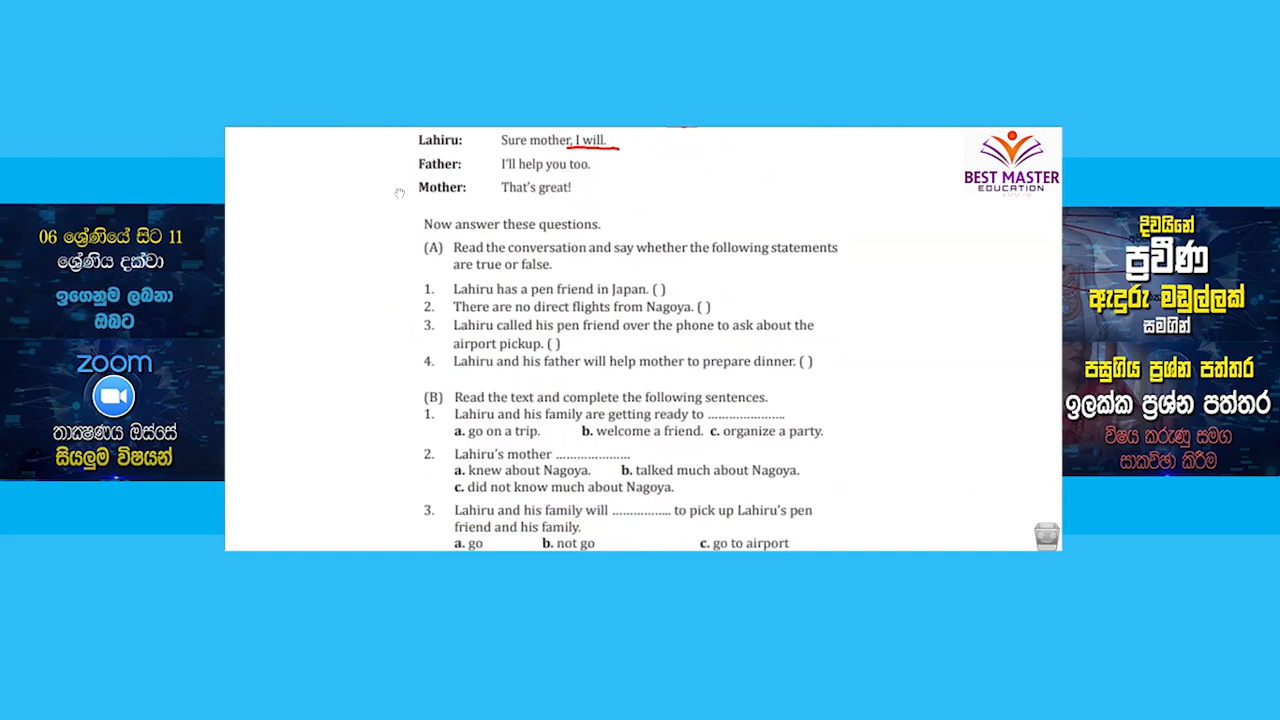 Lahiru: Sure mother, I will.
Father: I'll help you too.
Mother: That's great!
Now answer these questions.
(A) Read the conversation and say whether the following statements
are true or false.
1. Lahiru has a pen friend in Japan. ( )
2. There are no direct flights from Nagoya. ( )
3. Lahiru called his pen friend over the phone to ask about the
airport pickup. ( )
4. Lahiru and his father will help mother to prepare dinner. ( )
(B) Read the text and complete the following sentences.
1. Lahiru and his family are getting ready to ......................
a. go on a trip. b. welcome a friend. c. organize a party.
2. Lahiru's mother .....................
a. knew about Nagoya. b. talked much about Nagoya.
c. did not know much about Nagoya.
3. Lahiru and his family will ................. to pick up Lahiru's pen
friend and his family.
a. go b. not go c. go to airport
BEST MASTER
EDUCATION
06 ශ්‍රේණියේ සිට 11
ශ්‍රේණිය දක්වා
ඉගෙනුම ලබනා
ඔබට
zoom
තාක්‍ෂණය ඔස්සේ
සියලුම විෂයන්
දිවයිනේ
ප්‍රවීණ
ඇදුරු මඩුල්ලක්
සමගින්
පසුගිය ප්‍රශ්න පත්තර
ඉලක්ක ප්‍රශ්න පත්තර
විෂය කරුණු සමග
සාකච්ඡා කිරීම